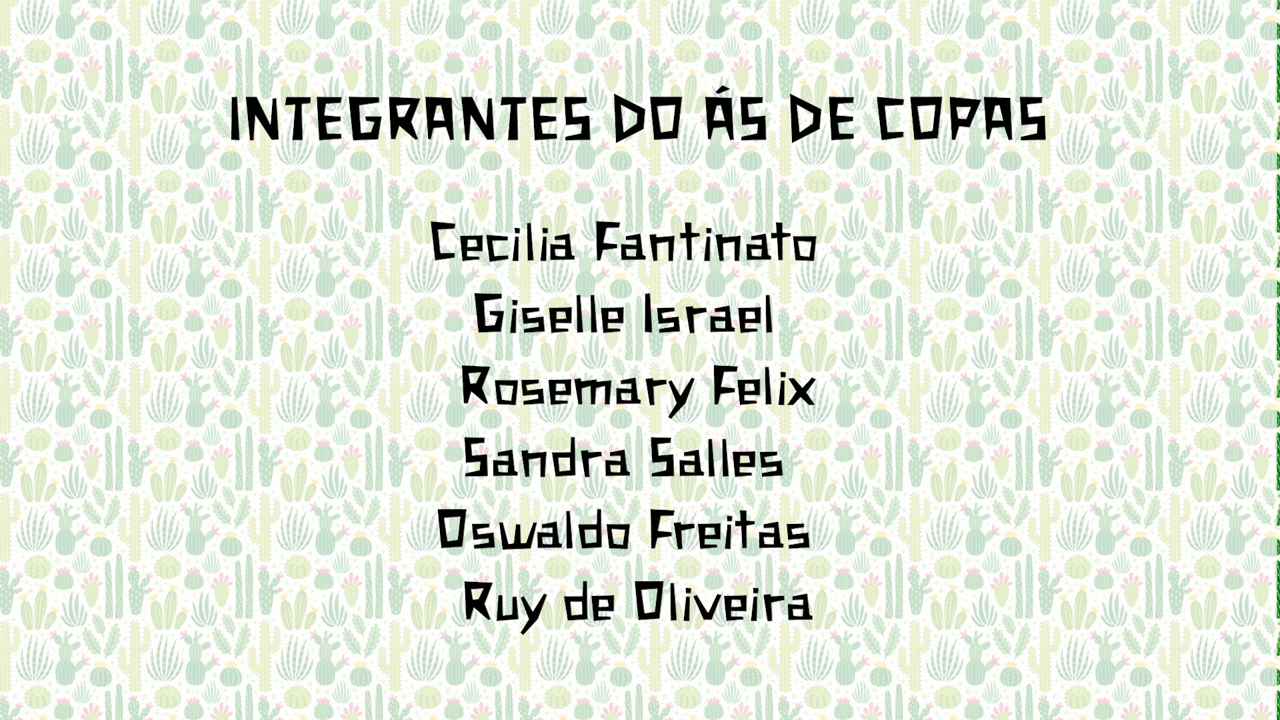 INTEGRANTES DO ÁS DE COPAS
Cecilia Fantinato
Giselle Israel
Rosemary Felix
Sandra Salles
Oswaldo Freitas
Ruy de Oliveira